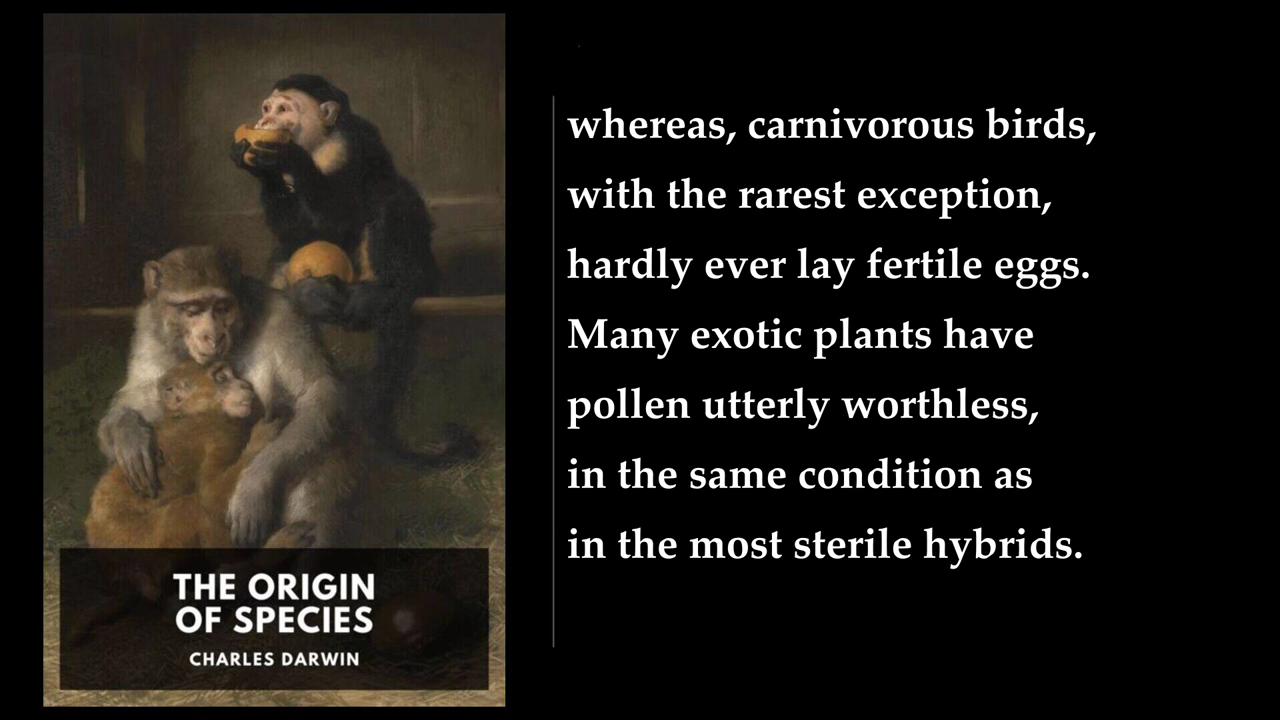 THE ORIGIN
OF SPECIES
CHARLES DARWIN
whereas, carnivorous birds,
with the rarest exception,
hardly ever lay fertile eggs.
Many exotic plants have
pollen utterly worthless,
in the same condition as
in the most sterile hybrids.